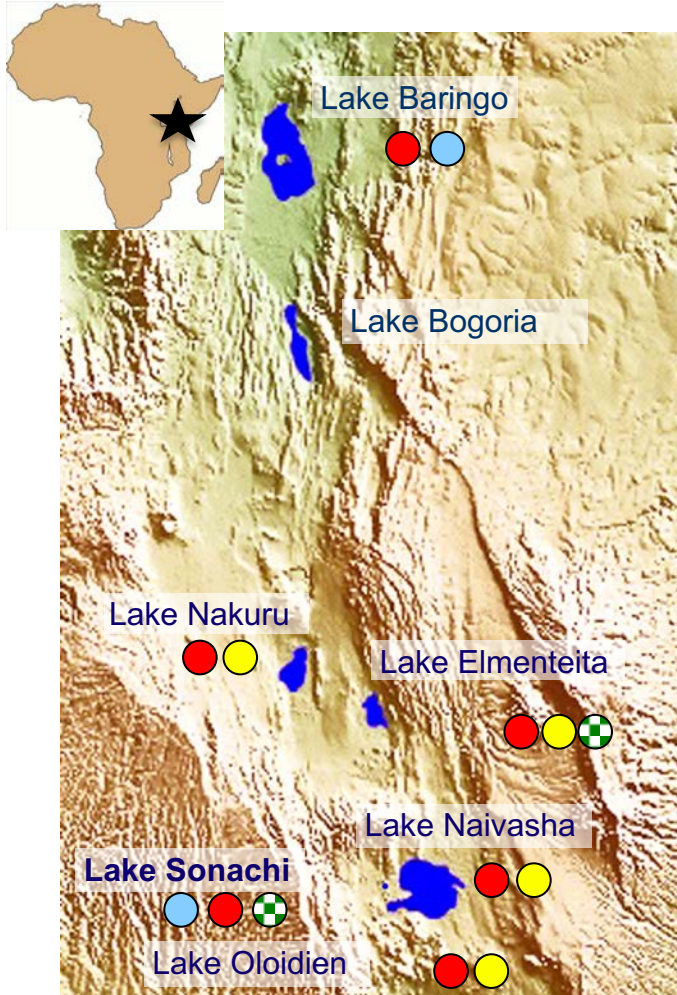 Lake Baringo
Lake Bogoria
Lake Nakuru
Lake Elmenteita
Lake Naivasha
Lake Sonachi
Lake Oloidien